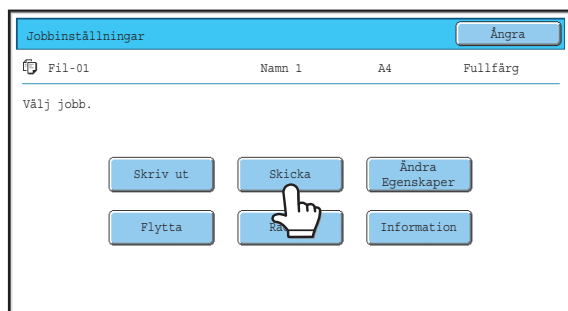 Jobbinställningar
Ångra
Fil-01 Namn 1 A4 Fullfärg
Välj jobb.
Skriv ut
Skicka
Ändra
Egenskaper
Flytta
Information